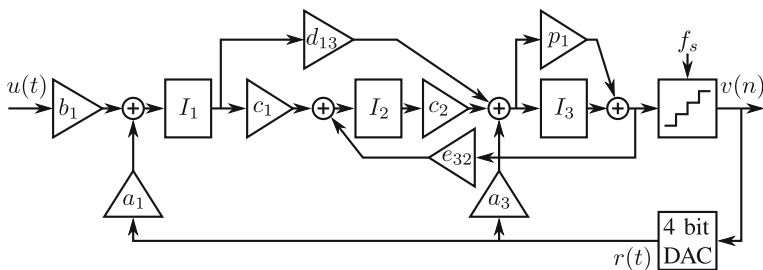 d13
p1
fs
u(t)
b1
I1
c1
I2
c2
I3
v(n)
e32
a1
a3
4 bit
DAC
r(t)